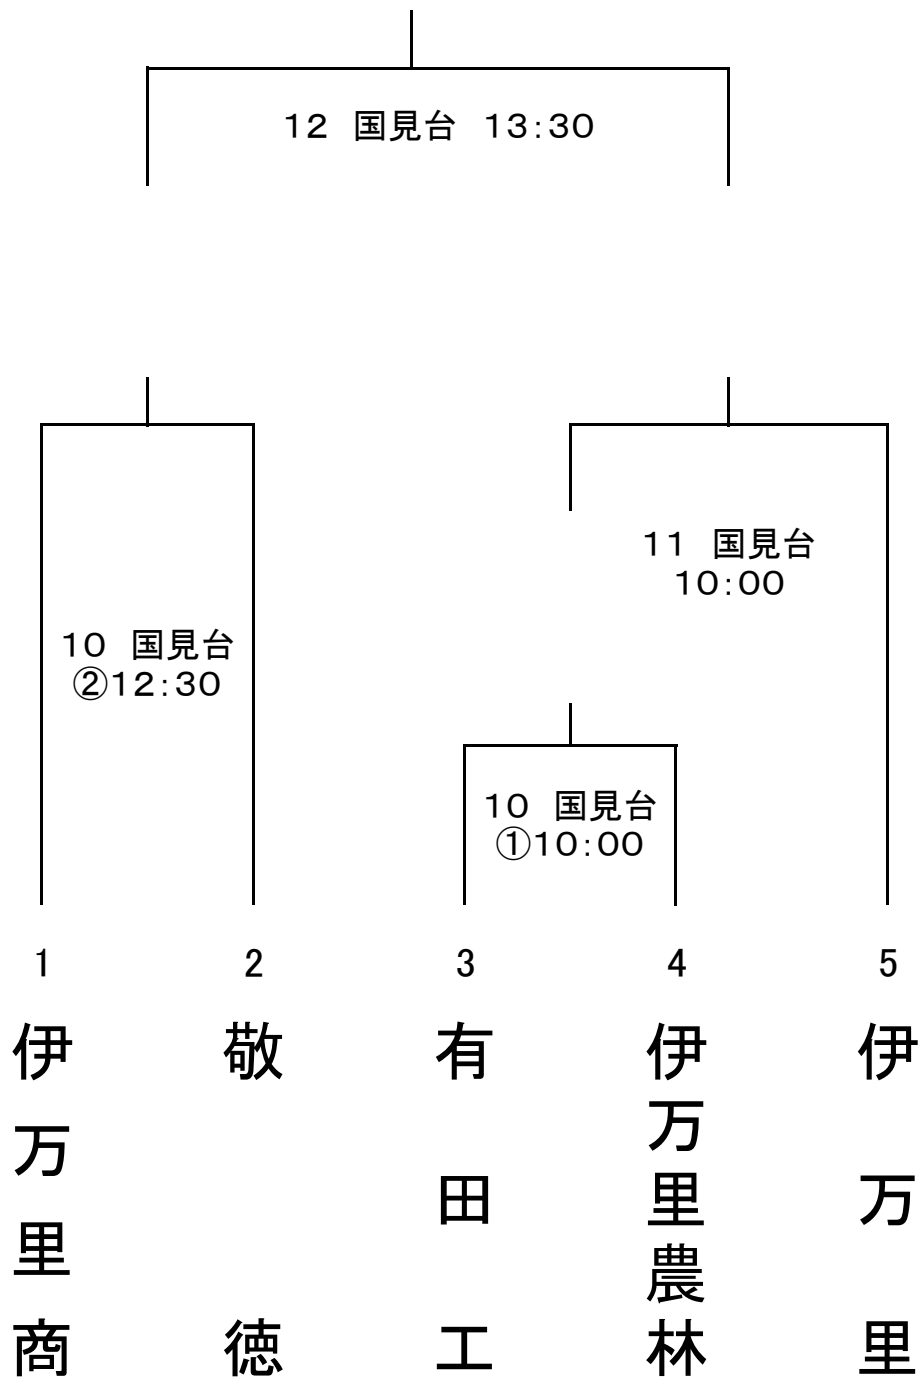 １２　国見台　１３：３０
１１　国見台
１０：００
１０　国見台
②１２：３０
１０　国見台
①１０：００
1
2
3
4
5
伊万里商
敬徳
有田工
伊万里農林
伊万里